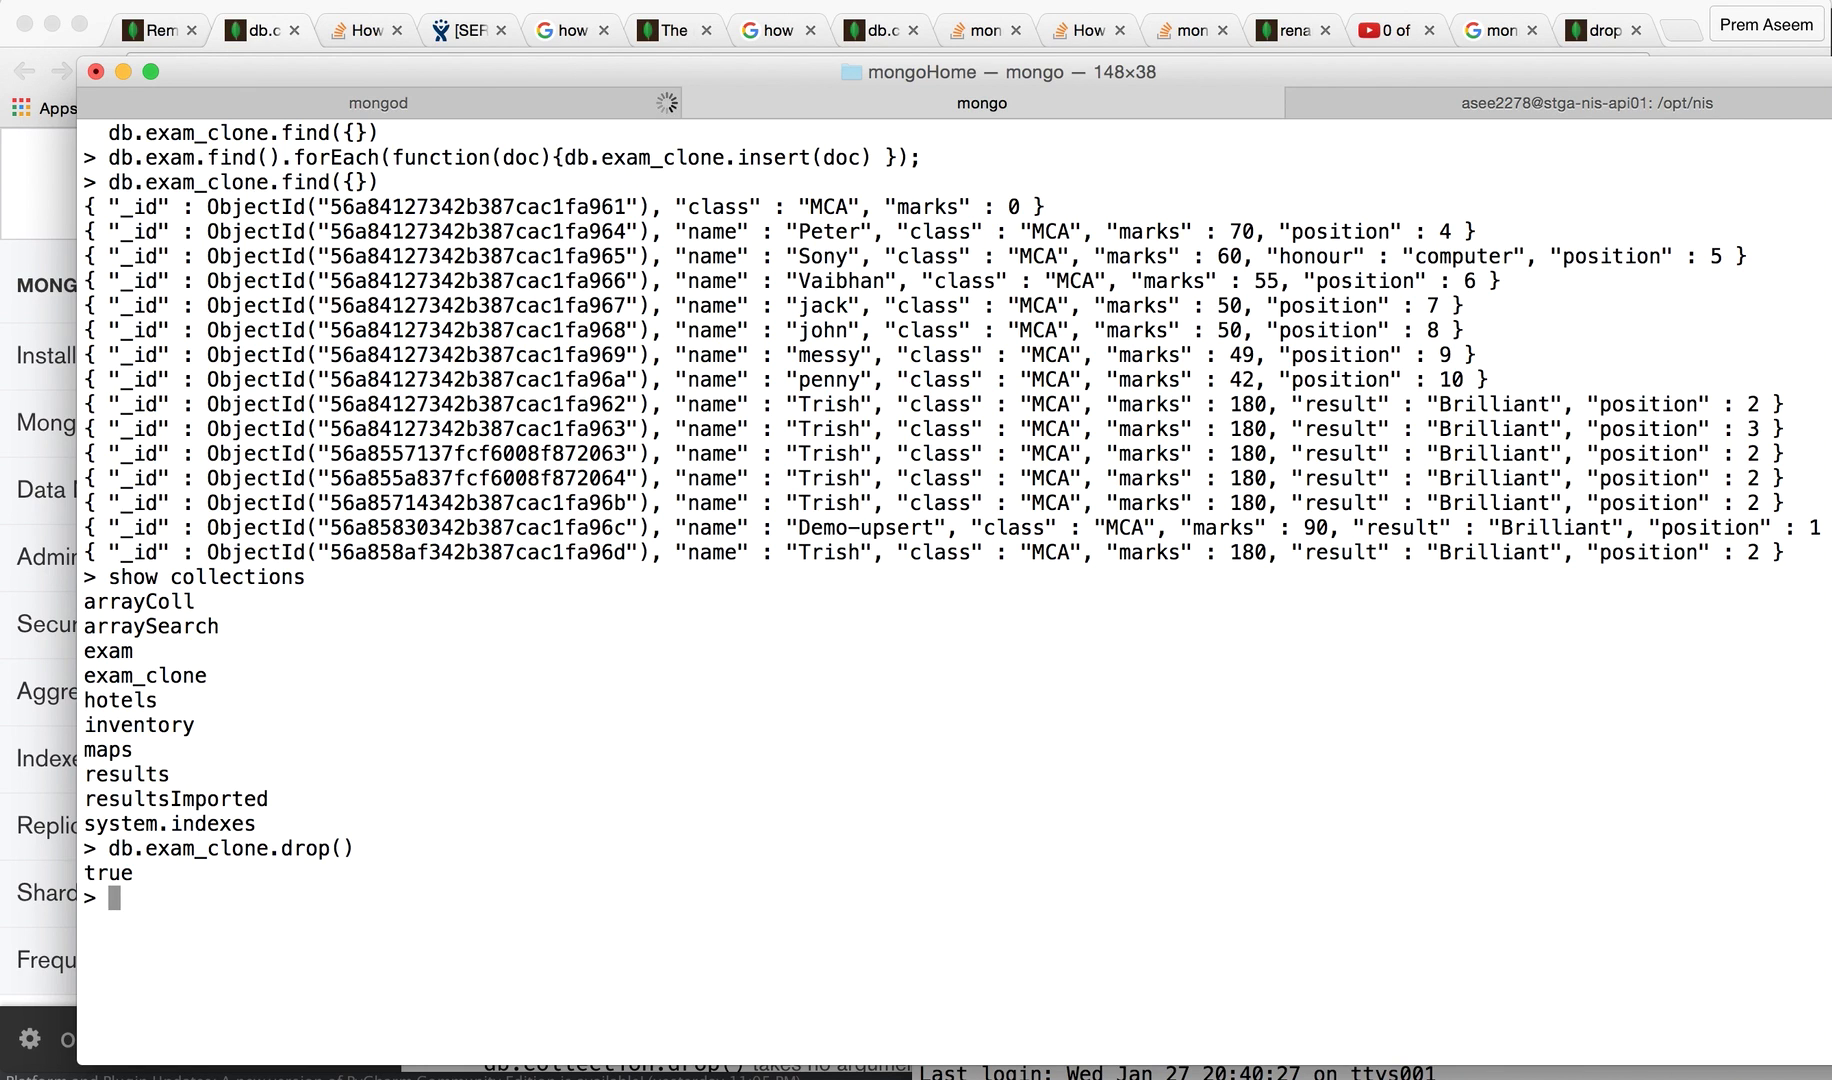 Rem
db.c
How
[SER
how
The
how
db.c
mon
How
mon
rena
0 of
mon
drop
Prem Aseem
mongoHome — mongo — 148×38
Apps
mongod
mongo
asee2278@stga-nis-api01: /opt/nis
db.exam_clone.find({})
> db.exam.find().forEach(function(doc){db.exam_clone.insert(doc) });
> db.exam_clone.find({})
{ "_id" : ObjectId("56a84127342b387cac1fa961"), "class" : "MCA", "marks" : 0 }
{ "_id" : ObjectId("56a84127342b387cac1fa964"), "name" : "Peter", "class" : "MCA", "marks" : 70, "position" : 4 }
{ "_id" : ObjectId("56a84127342b387cac1fa965"), "name" : "Sony", "class" : "MCA", "marks" : 60, "honour" : "computer", "position" : 5 }
{ "_id" : ObjectId("56a84127342b387cac1fa966"), "name" : "Vaibhan", "class" : "MCA", "marks" : 55, "position" : 6 }
{ "_id" : ObjectId("56a84127342b387cac1fa967"), "name" : "jack", "class" : "MCA", "marks" : 50, "position" : 7 }
{ "_id" : ObjectId("56a84127342b387cac1fa968"), "name" : "john", "class" : "MCA", "marks" : 50, "position" : 8 }
{ "_id" : ObjectId("56a84127342b387cac1fa969"), "name" : "messy", "class" : "MCA", "marks" : 49, "position" : 9 }
{ "_id" : ObjectId("56a84127342b387cac1fa96a"), "name" : "penny", "class" : "MCA", "marks" : 42, "position" : 10 }
{ "_id" : ObjectId("56a84127342b387cac1fa962"), "name" : "Trish", "class" : "MCA", "marks" : 180, "result" : "Brilliant", "position" : 2 }
{ "_id" : ObjectId("56a84127342b387cac1fa963"), "name" : "Trish", "class" : "MCA", "marks" : 180, "result" : "Brilliant", "position" : 3 }
{ "_id" : ObjectId("56a8557137fcf6008f872063"), "name" : "Trish", "class" : "MCA", "marks" : 180, "result" : "Brilliant", "position" : 2 }
{ "_id" : ObjectId("56a855a837fcf6008f872064"), "name" : "Trish", "class" : "MCA", "marks" : 180, "result" : "Brilliant", "position" : 2 }
{ "_id" : ObjectId("56a85714342b387cac1fa96b"), "name" : "Trish", "class" : "MCA", "marks" : 180, "result" : "Brilliant", "position" : 2 }
{ "_id" : ObjectId("56a85830342b387cac1fa96c"), "name" : "Demo-upsert", "class" : "MCA", "marks" : 90, "result" : "Brilliant", "position" : 1
{ "_id" : ObjectId("56a858af342b387cac1fa96d"), "name" : "Trish", "class" : "MCA", "marks" : 180, "result" : "Brilliant", "position" : 2 }
> show collections
arrayColl
arraySearch
exam
exam_clone
hotels
inventory
maps
results
resultsImported
system.indexes
> db.exam_clone.drop()
true
>
MONG
Install
Mong
Data
Admin
Secur
Aggre
Indexe
Replic
Shard
Frequ
db.collection.drop() takes no argumen
Last login: Wed Jan 27 20:40:27 on ttys001